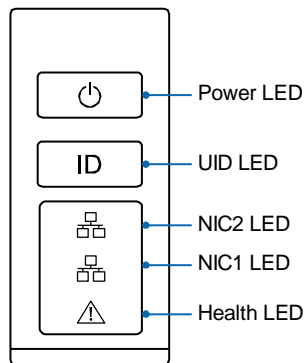 Power LED
ID
UID LED
NIC2 LED
NIC1 LED
Health LED